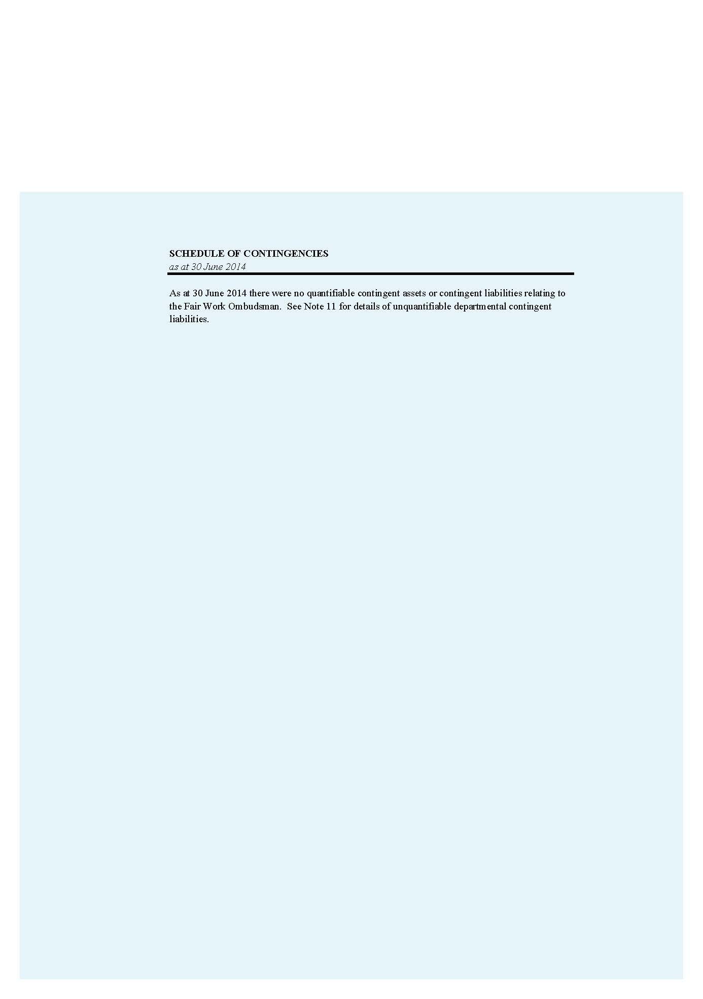 SCHEDULE OF CONTINGENCIES
as at 30 June 2014
As at 30 June 2014 there were no quantifiable contingent assets or contingent liabilities relating to
the Fair Work Ombudsman.  See Note 11 for details of unquantifiable departmental contingent
liabilities.